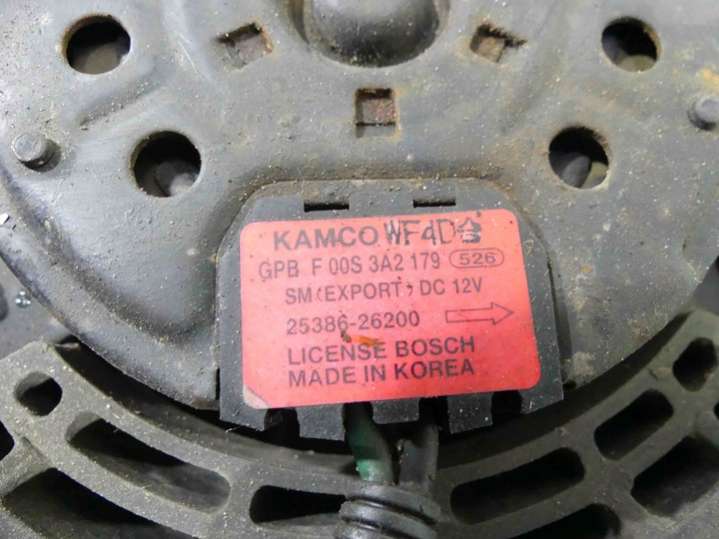 KAMCO WF4D
GPB F 00S 3A2 179 526
SM (EXPORT) DC 12V
25386-26200
LICENSE BOSCH
MADE IN KOREA